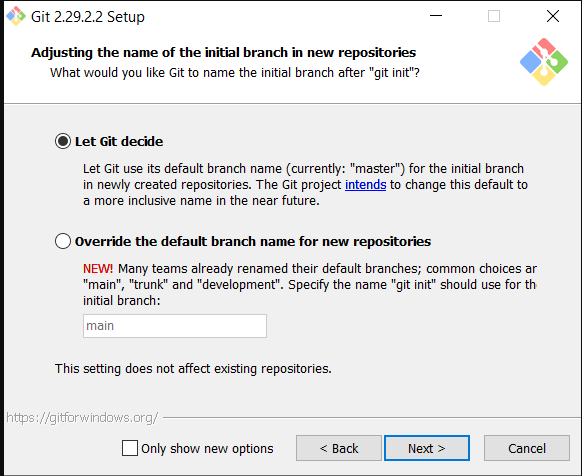 Git 2.29.2.2 Setup
Adjusting the name of the initial branch in new repositories
What would you like Git to name the initial branch after "git init"?
Let Git decide
Let Git use its default branch name (currently: "master") for the initial branch
in newly created repositories. The Git project intends to change this default to
a more inclusive name in the near future.
Override the default branch name for new repositories
NEW! Many teams already renamed their default branches; common choices ar
"main", "trunk" and "development". Specify the name "git init" should use for the
initial branch:
main
This setting does not affect existing repositories.
https://gitforwindows.org/
Only show new options
< Back
Next >
Cancel